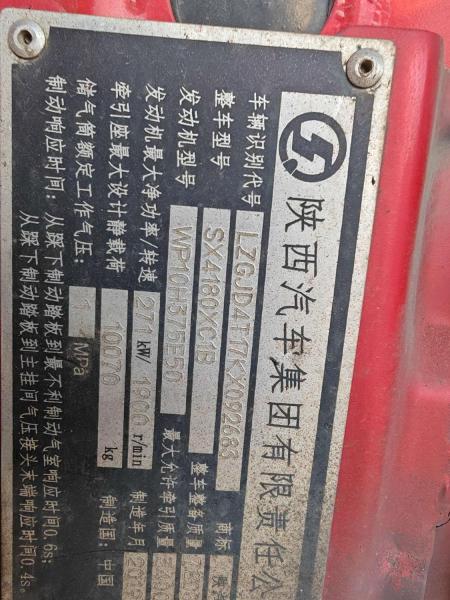 陕西汽车集团有限责任公
车辆识别代号 LZGJD4T17KX092683 商标
整车型号 SX4180XC1B 整车整备质量
发动机型号 WP10H375E50 最大允许牵引质量
发动机最大净功率/转速 271kW/1900r/min 制造年月
牵引座最大设计静载荷 10070 kg 制造国:中国
储气筒额定工作气压: MPa
制动响应时间: 从踩下制动踏板到最不利制动气室响应时间0.6s;
从踩下制动踏板到主挂间气压接头末端响应时间0.4s。